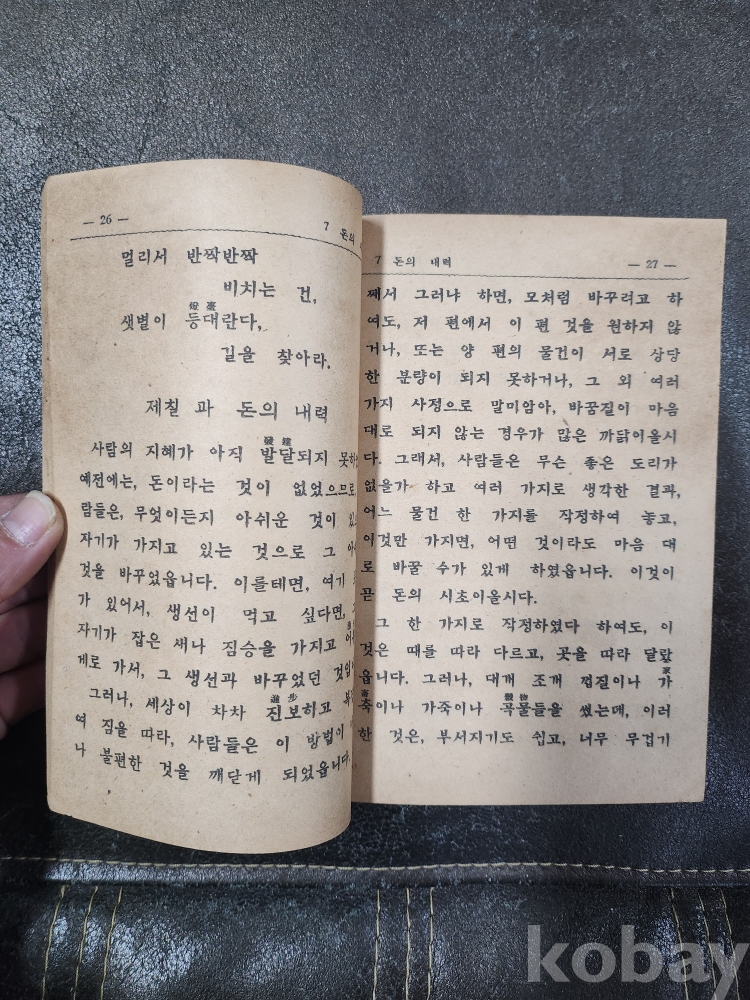 — 26 —
7 돈의
멀리서 반짝반짝
비치는 건,
燈臺
샛별이 등대란다,
길을 찾아라.
제칠 과 돈의 내력
發達
사람의 지혜가 아직 발달되지 못하
예전에는, 돈이라는 것이 없었으므로,
람들은, 무엇이든지 아쉬운 것이 있
자기가 가지고 있는 것으로 그 아
것을 바꾸었읍니다. 이를테면, 여기
가 있어서, 생선이 먹고 싶다면,
자기가 잡은 새나 짐승을 가지고
게로 가서, 그 생선과 바꾸었던 것입
進步
그러나, 세상이 차차 진보히고
여 짐을 따라, 사람들은 이 방법이
나 불편한 것을 깨닫게 되었읍니다.
7 돈의 내력
— 27 —
째서 그러냐 하면, 모처럼 바꾸려고 하
여도, 저 편에서 이 편 것을 원하지 않
거나, 또는 양 편의 물건이 서로 상당
한 분량이 되지 못하거나, 그 외 여러
가지 사정으로 말미암아, 바꿈질이 마음
대로 되지 않는 경우가 많은 까닭이올시
다. 그래서, 사람들은 무슨 좋은 도리가
없을가 하고 여러 가지로 생각한 결과,
어느 물건 한 가지를 작정하여 놓고,
이것만 가지면, 어떤 것이라도 마음 대
로 바꿀 수가 있게 하였읍니다. 이것이
곧 돈의 시초이올시다.
그 한 가지로 작정하였다 하여도, 이
것은 때를 따라 다르고, 곳을 따라 달랐
家
읍니다. 그러나, 대개 조개 껍질이나 가
畜 穀物
축이나 가죽이나 곡물들을 썼는데, 이러
한 것은, 부서지기도 쉽고, 너무 무겁기
kobay